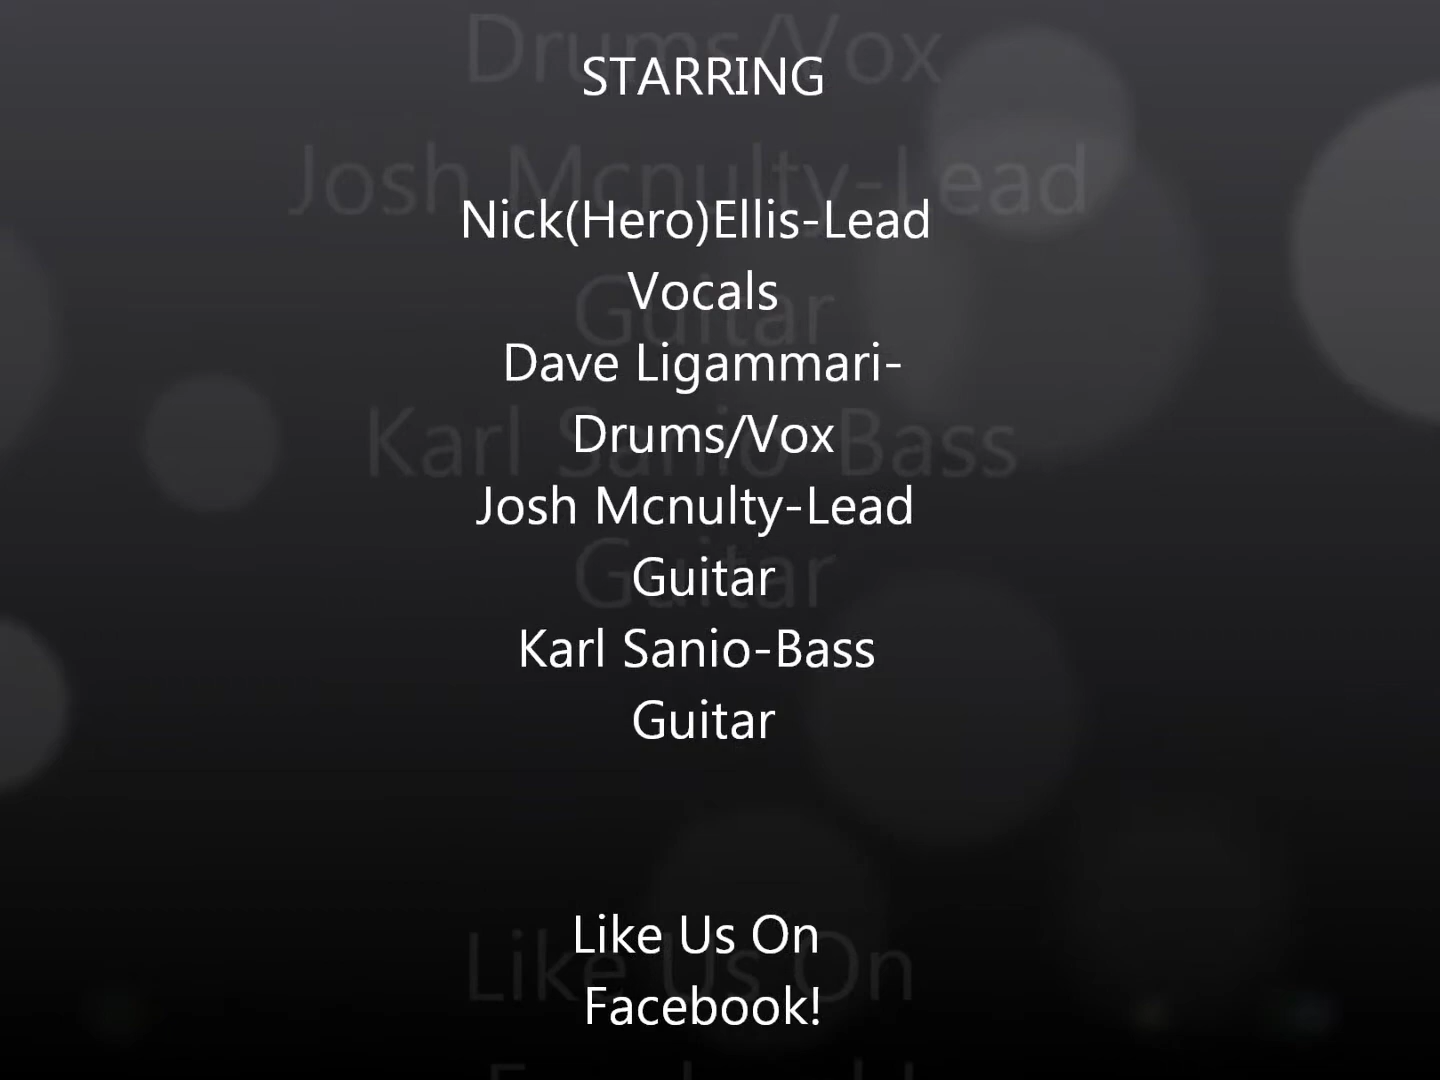 STARRING
Nick(Hero)Ellis-Lead
Vocals
Dave Ligammari-
Drums/Vox
Josh Mcnulty-Lead
Guitar
Karl Sanio-Bass
Guitar
Like Us On
Facebook!